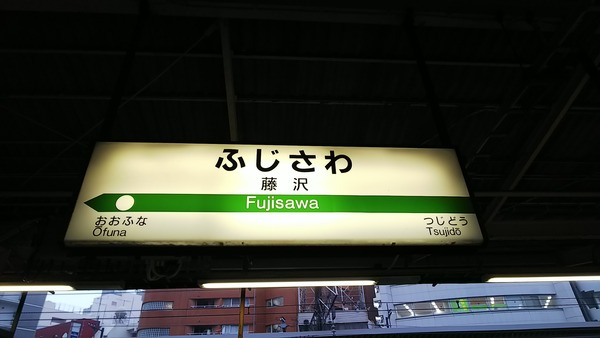 ふじさわ
藤沢
Fujisawa
おおふな
Ōfuna
つじどう
Tsujidō